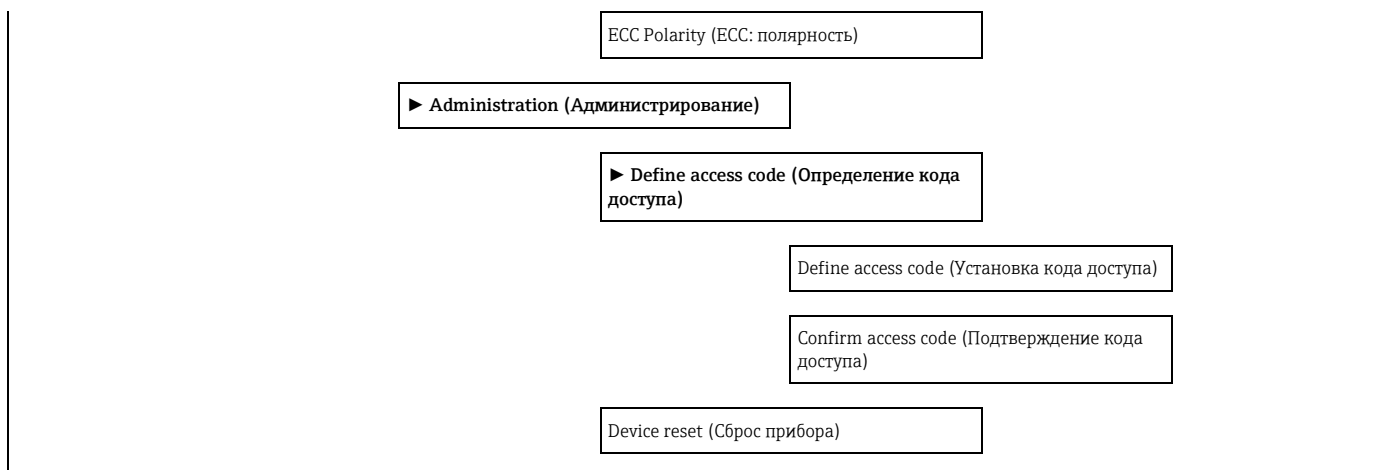 ECC Polarity (ECC: полярность)
► Administration (Администрирование)
► Define access code (Определение кода
доступа)
Define access code (Установка кода доступа)
Confirm access code (Подтверждение кода
доступа)
Device reset (Сброс прибора)